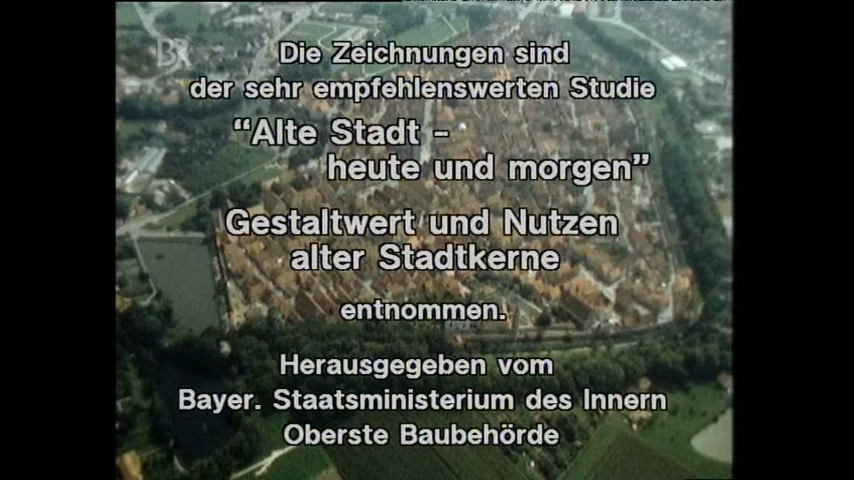 BR
Die Zeichnungen sind
der sehr empfehlenswerten Studie
“Alte Stadt -
heute und morgen”
Gestaltwert und Nutzen
alter Stadtkerne
entnommen.
Herausgegeben vom
Bayer. Staatsministerium des Innern
Oberste Baubehörde